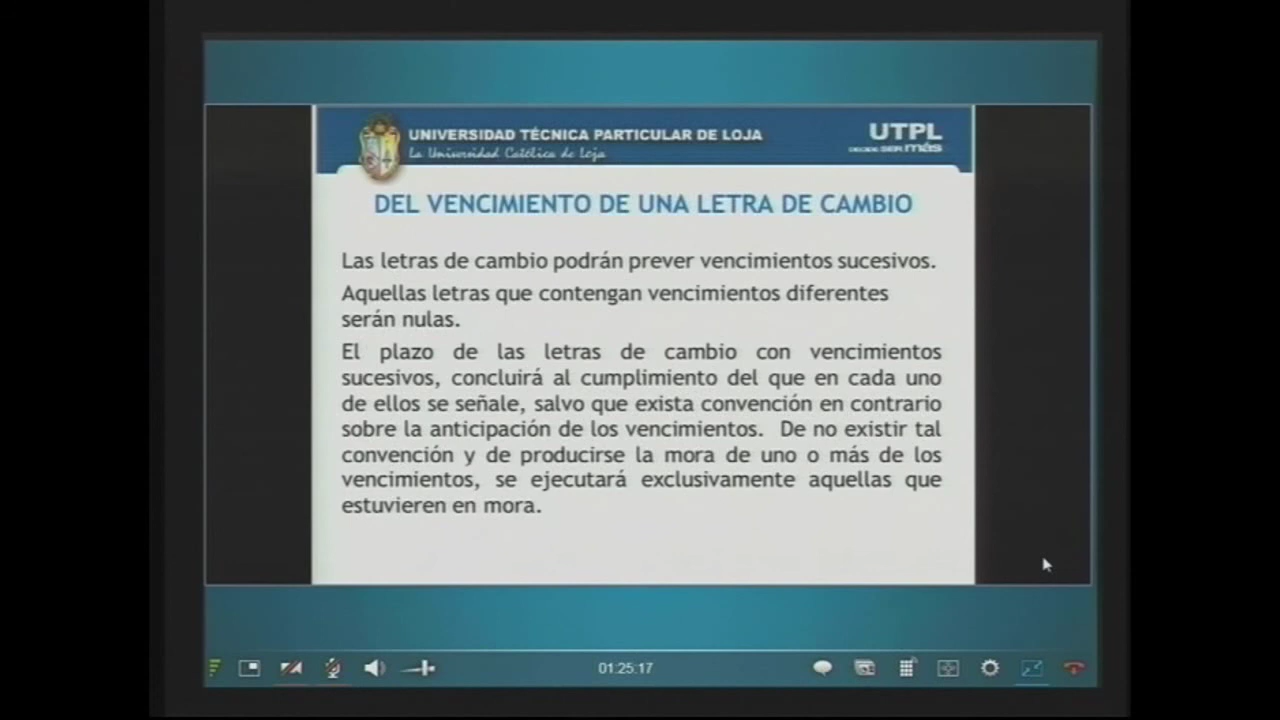 UNIVERSIDAD TÉCNICA PARTICULAR DE LOJA
La Universidad Católica de Loja
UTPL
DECIDE SER más
DEL VENCIMIENTO DE UNA LETRA DE CAMBIO
Las letras de cambio podrán prever vencimientos sucesivos.
Aquellas letras que contengan vencimientos diferentes
serán nulas.
El plazo de las letras de cambio con vencimientos
sucesivos, concluirá al cumplimiento del que en cada uno
de ellos se señale, salvo que exista convención en contrario
sobre la anticipación de los vencimientos. De no existir tal
convención y de producirse la mora de uno o más de los
vencimientos, se ejecutará exclusivamente aquellas que
estuvieren en mora.
01:25:17